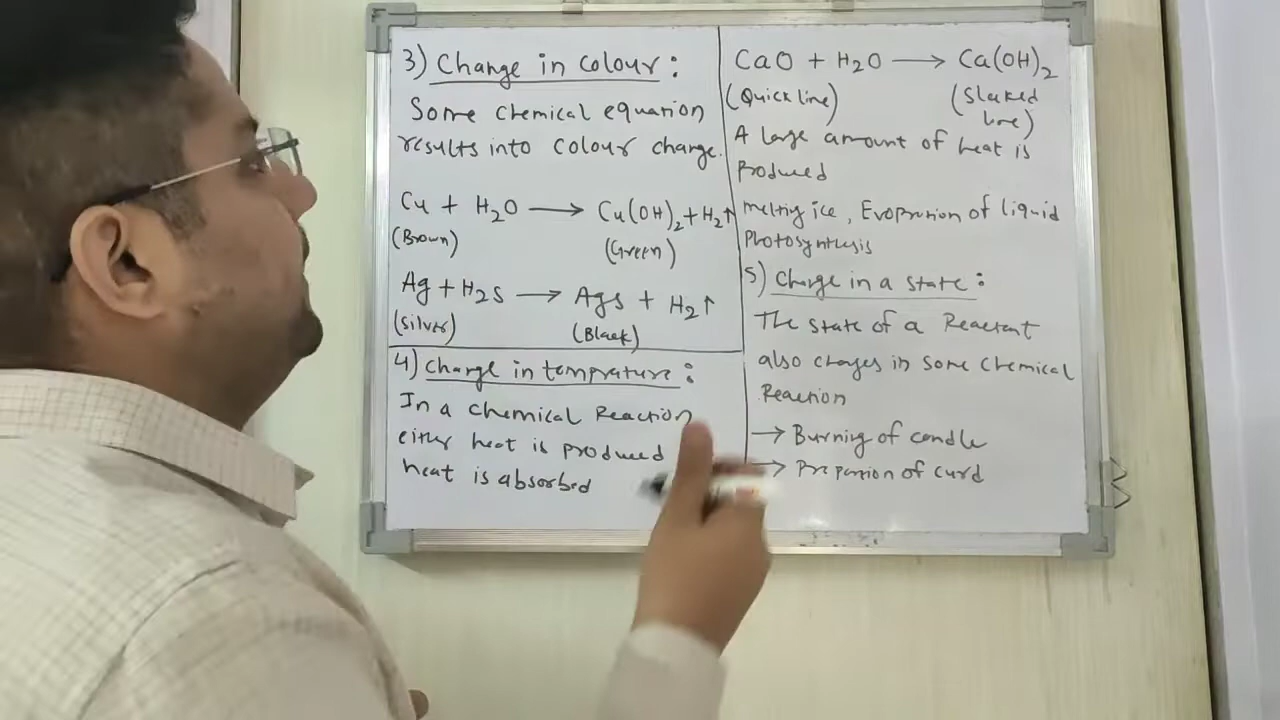 3) Change in colour :
Some chemical equation
results into colour change.
Cu + H₂O → Cu(OH)₂ + H₂↑
(Brown) (Green)
Ag + H₂S → AgS + H₂↑
(Silver) (Black)
4) Change in temprature :
In a chemical Reaction
either heat is produced
heat is absorbed
CaO + H₂O → Ca(OH)₂
(Quick lime) (Slaked
lime)
A large amount of heat is
produced
melting ice, Evoprution of liquid
Photosynthesis
5) Change in a state :
The state of a Reactant
also changes in some chemical
Reaction
→ Burning of candle
→ of curd